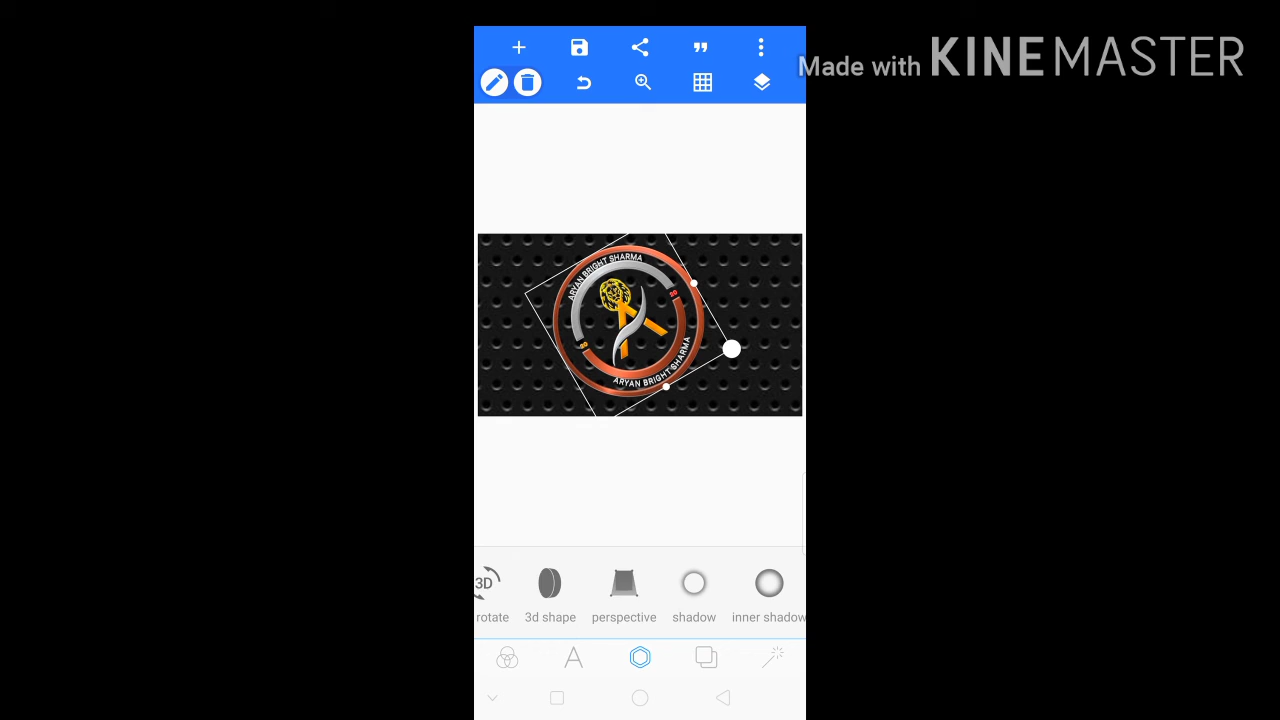 Made with KINEMASTER
ARYAN BRIGHT SHARMA
ARYAN BRIGHT SHARMA
3D
rotate
3d shape
perspective
shadow
inner shadow